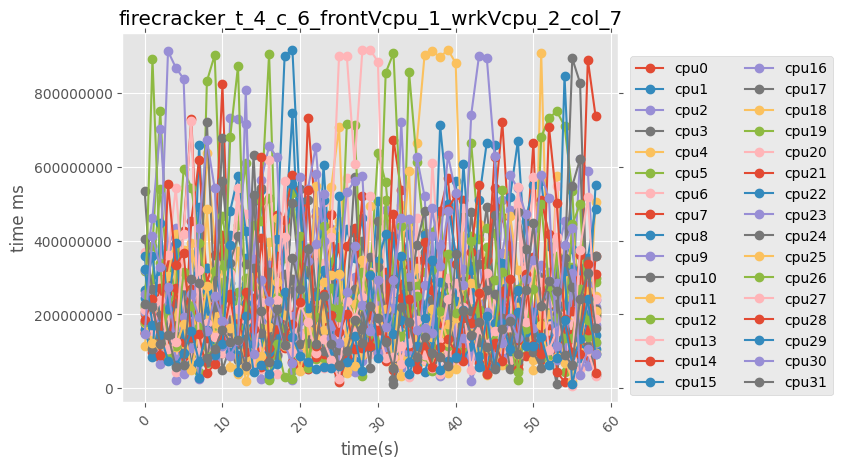 firecracker_t_4_c_6_frontVcpu_1_wrkVcpu_2_col_7
time ms
800000000
600000000
400000000
200000000
0
0
10
20
30
40
50
60
time(s)
cpu0
cpu1
cpu2
cpu3
cpu4
cpu5
cpu6
cpu7
cpu8
cpu9
cpu10
cpu11
cpu12
cpu13
cpu14
cpu15
cpu16
cpu17
cpu18
cpu19
cpu20
cpu21
cpu22
cpu23
cpu24
cpu25
cpu26
cpu27
cpu28
cpu29
cpu30
cpu31